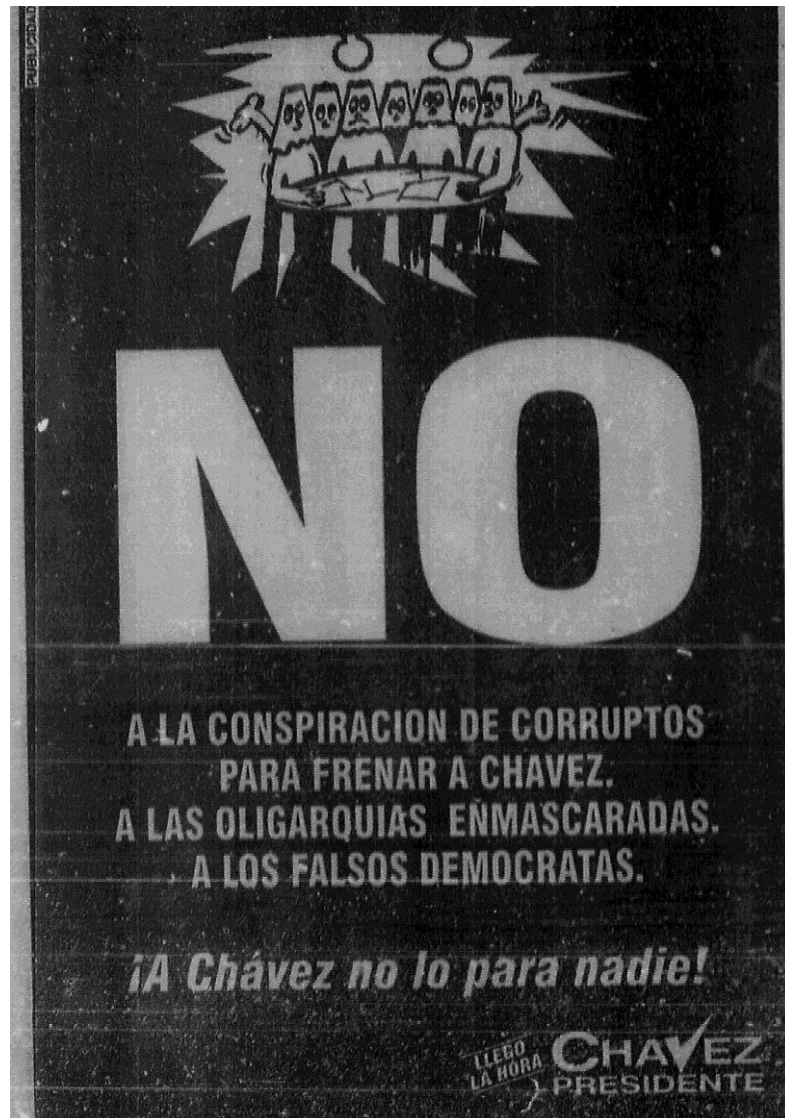 PUBLICIDAD
NO
A LA CONSPIRACION DE CORRUPTOS
PARA FRENAR A CHAVEZ.
A LAS OLIGARQUIAS ENMASCARADAS.
A LOS FALSOS DEMOCRATAS.
¡A Chávez no lo para nadie!
LLEGO
LA HORA
CHAVEZ
PRESIDENTE